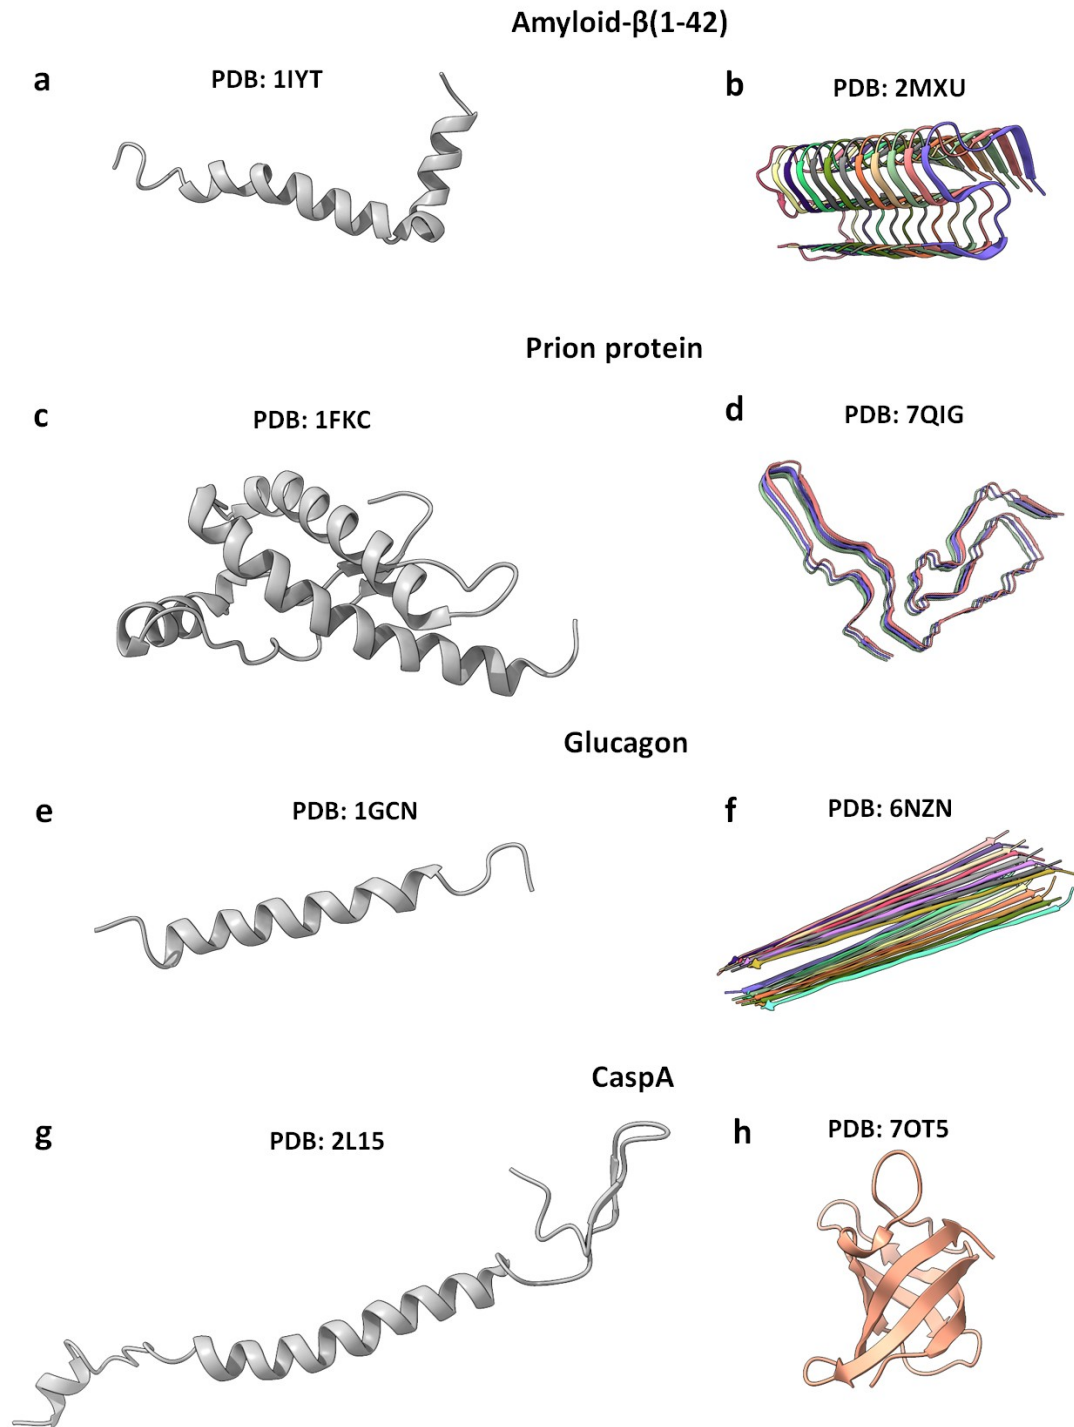 Amyloid-β(1-42)
a
PDB: 1IYT
b
PDB: 2MXU
Prion protein
c
PDB: 1FKC
d
PDB: 7QIG
Glucagon
e
PDB: 1GCN
f
PDB: 6NZN
CaspA
g
PDB: 2L15
h
PDB: 7OT5